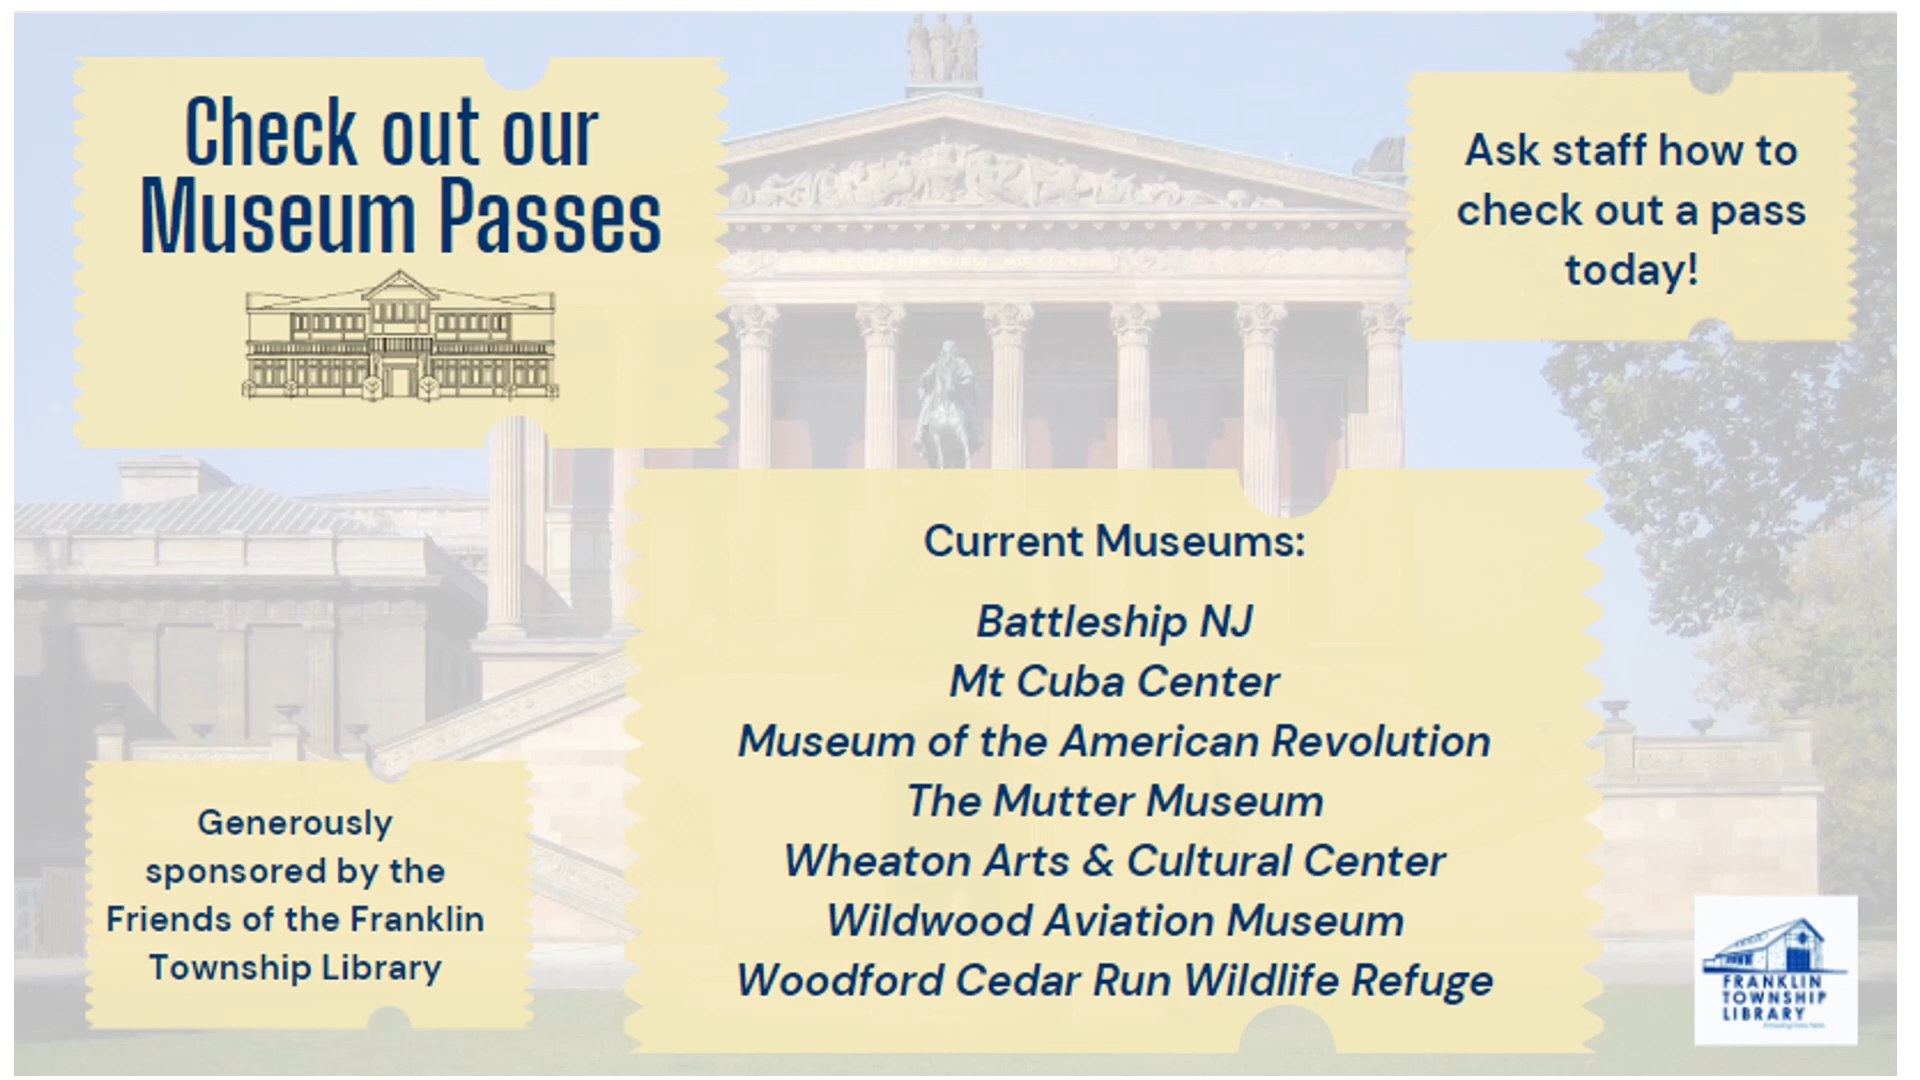 Check out our
Museum Passes
Ask staff how to
check out a pass
today!
Current Museums:
Battleship NJ
Mt Cuba Center
Museum of the American Revolution
The Mutter Museum
Wheaton Arts & Cultural Center
Wildwood Aviation Museum
Woodford Cedar Run Wildlife Refuge
Generously
sponsored by the
Friends of the Franklin
Township Library
FRANKLIN
TOWNSHIP
LIBRARY